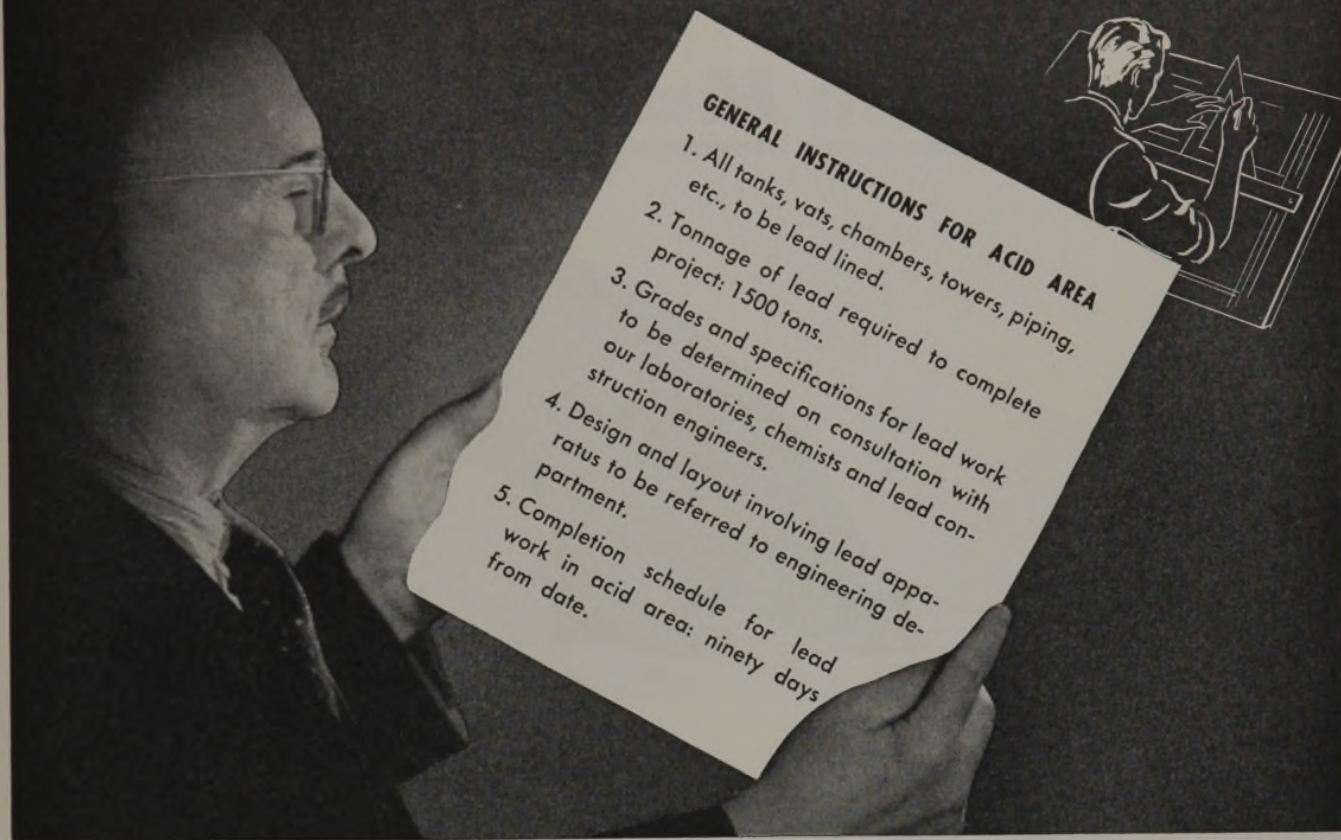 GENERAL INSTRUCTIONS FOR ACID AREA
1. All tanks, vats, chambers, towers, piping,
etc., to be lead lined.
2. Tonnage of lead required to complete
project: 1500 tons.
3. Grades and specifications for lead work
to be determined on consultation with
our laboratories, chemists and lead con-
struction engineers.
4. Design and layout involving lead appa-
ratus to be referred to engineering de-
partment.
5. Completion schedule for lead
work in acid area: ninety days
from date.